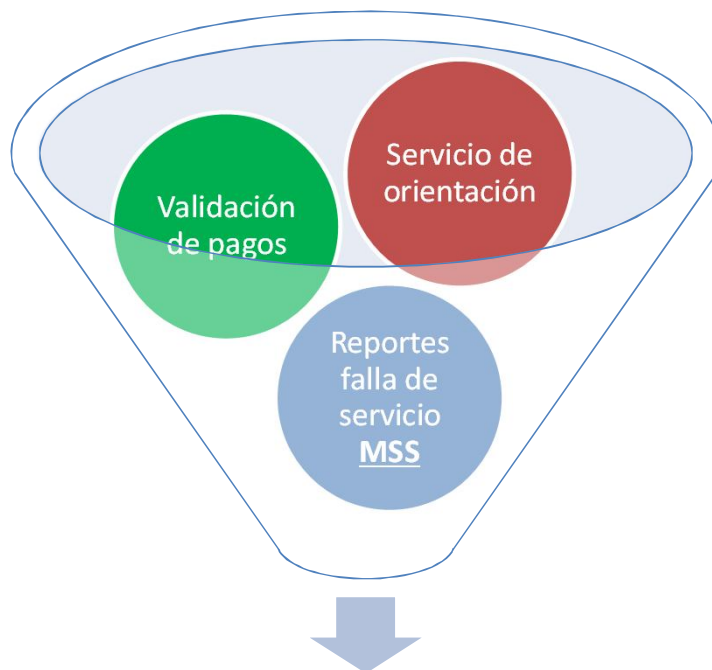 Servicio de
orientación
Validación
de pagos
Reportes
falla de
servicio
MSS